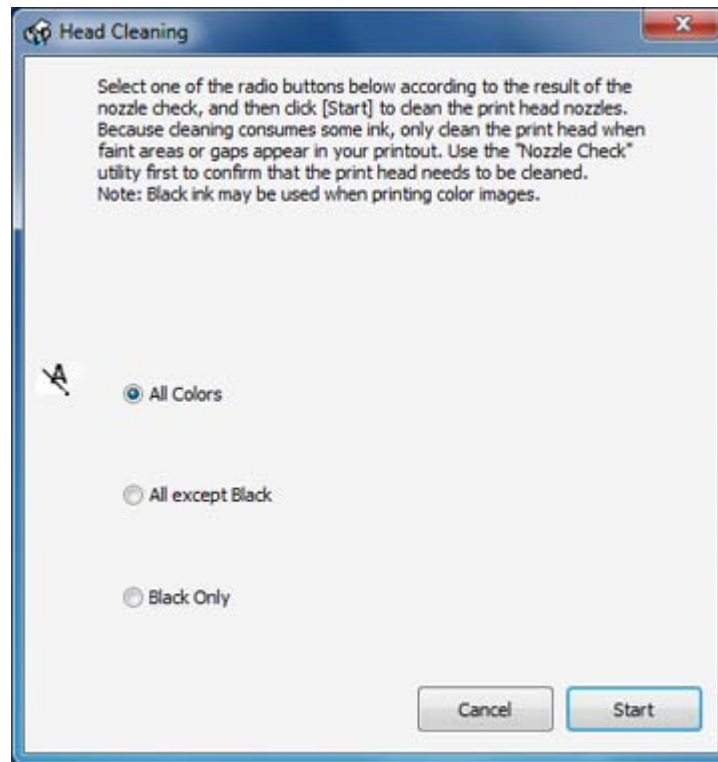 Head Cleaning
Select one of the radio buttons below according to the result of the
nozzle check, and then click [Start] to clean the print head nozzles.
Because cleaning consumes some ink, only clean the print head when
faint areas or gaps appear in your printout. Use the "Nozzle Check"
utility first to confirm that the print head needs to be cleaned.
Note: Black ink may be used when printing color images.
A
All Colors
All except Black
Black Only
Cancel Start